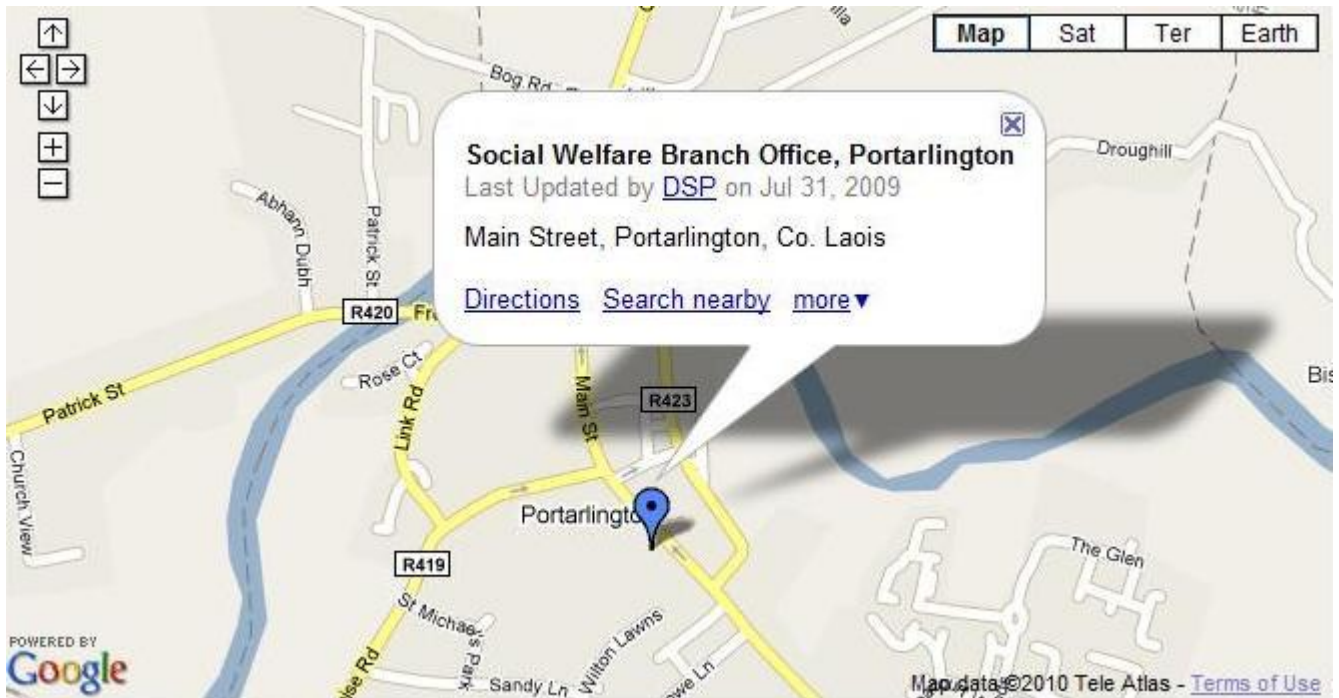 Map Sat Ter Earth
Bog Rd
Social Welfare Branch Office, Portarlington
Last Updated by DSP on Jul 31, 2009
Main Street, Portarlington, Co. Laois
Directions Search nearby more▼
Droughill
Abhann Dubh
Patrick St
R420
Rose Ct
Patrick St
Link Rd
Main St
R423
Church View
Portarlington
R419
The Glen
St Michael's Park
Wilton Lawns
Sandy Ln
POWERED BY
Google
Map data ©2010 Tele Atlas - Terms of Use